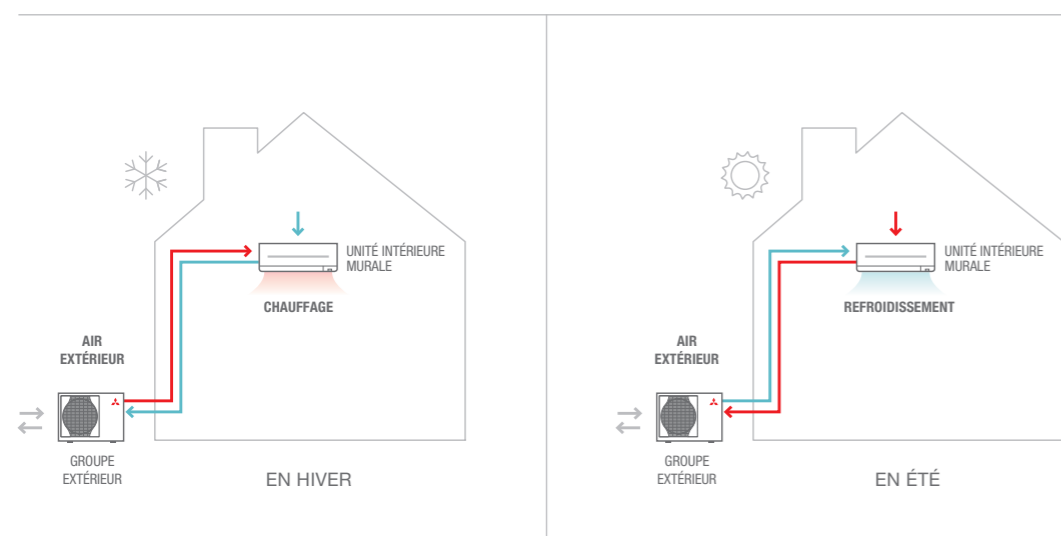 UNITÉ INTÉRIEURE
MURALE
CHAUFFAGE
AIR
EXTÉRIEUR
GROUPE
EXTÉRIEUR
EN HIVER
UNITÉ INTÉRIEURE
MURALE
REFROIDISSEMENT
AIR
EXTÉRIEUR
GROUPE
EXTÉRIEUR
EN ÉTÉ